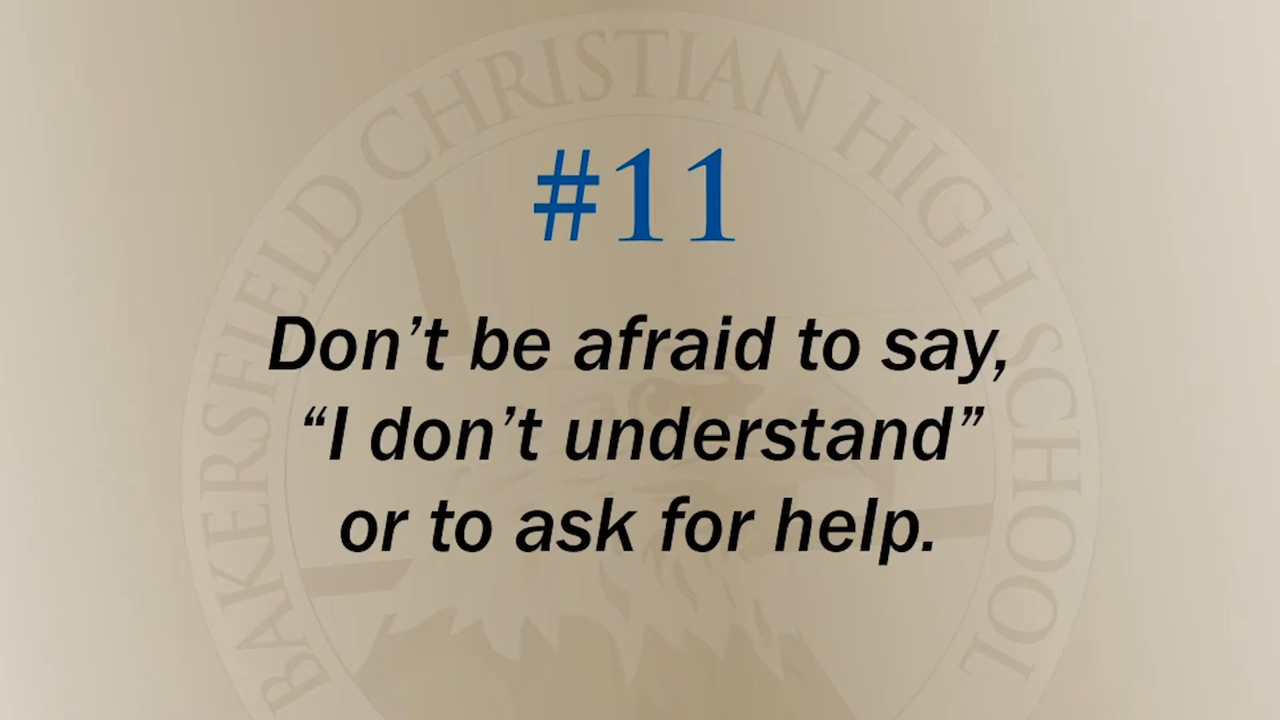 BAKERSFIELD CHRISTIAN HIGH SCHOOL
#11
Don’t be afraid to say,
“I don’t understand”
or to ask for help.